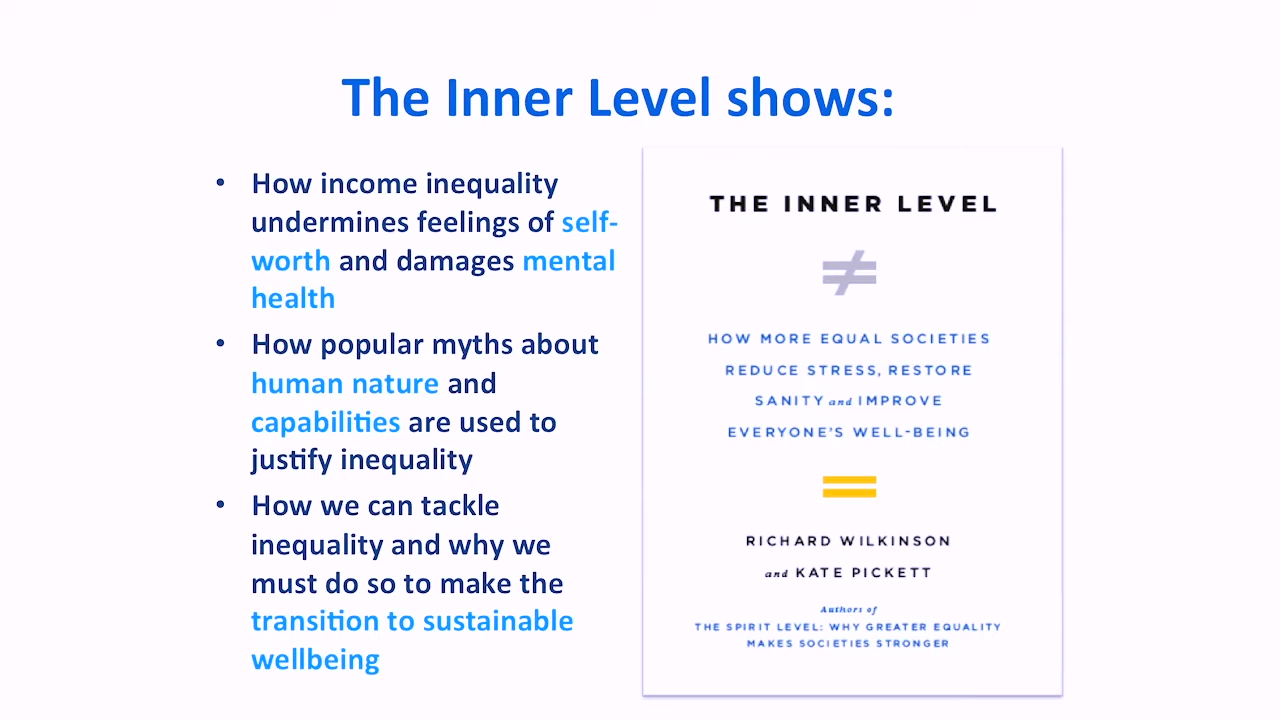 The Inner Level shows:
• How income inequality
undermines feelings of self-
worth and damages mental
health
• How popular myths about
human nature and
capabilities are used to
justify inequality
• How we can tackle
inequality and why we
must do so to make the
transition to sustainable
wellbeing
THE INNER LEVEL
≠
HOW MORE EQUAL SOCIETIES
REDUCE STRESS, RESTORE
SANITY and IMPROVE
EVERYONE'S WELL-BEING
=
RICHARD WILKINSON
and KATE PICKETT
Authors of
THE SPIRIT LEVEL: WHY GREATER EQUALITY
MAKES SOCIETIES STRONGER